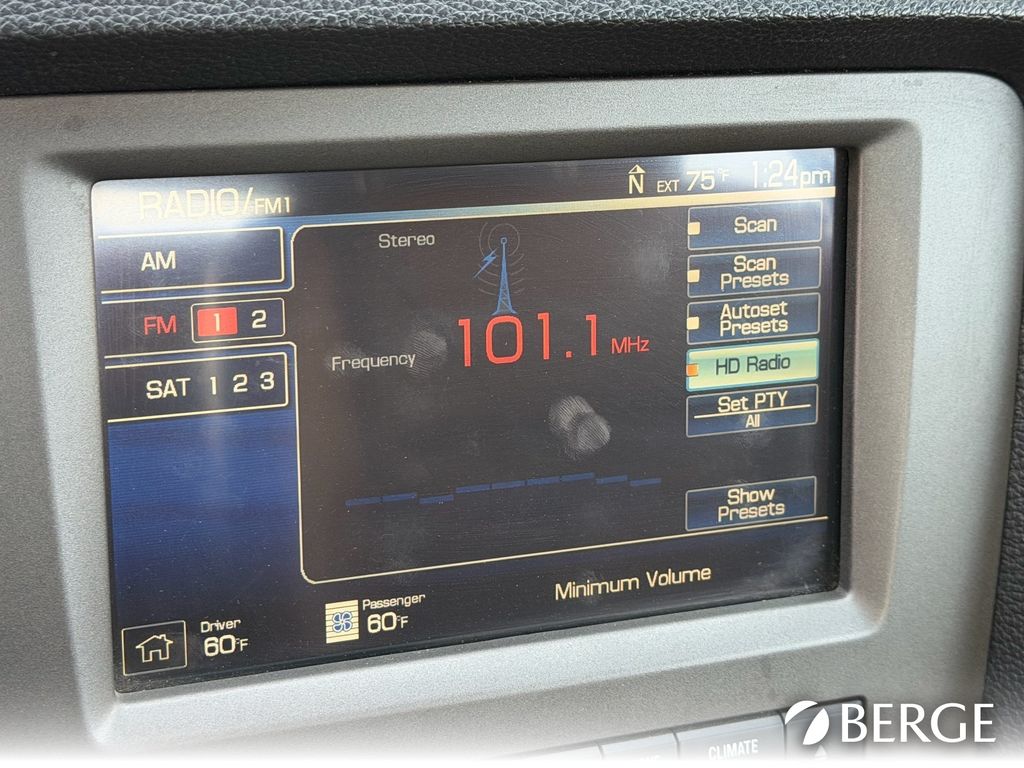 RADIO/FM1
N EXT 75°F 1:24pm
AM
FM 1 2
SAT 1 2 3
Stereo
Frequency 101.1 MHz
Scan
Scan
Presets
Autoset
Presets
HD Radio
Set PTY
All
Show
Presets
Minimum Volume
Driver
60°F
Passenger
60°F
CLIMATE
BERGE